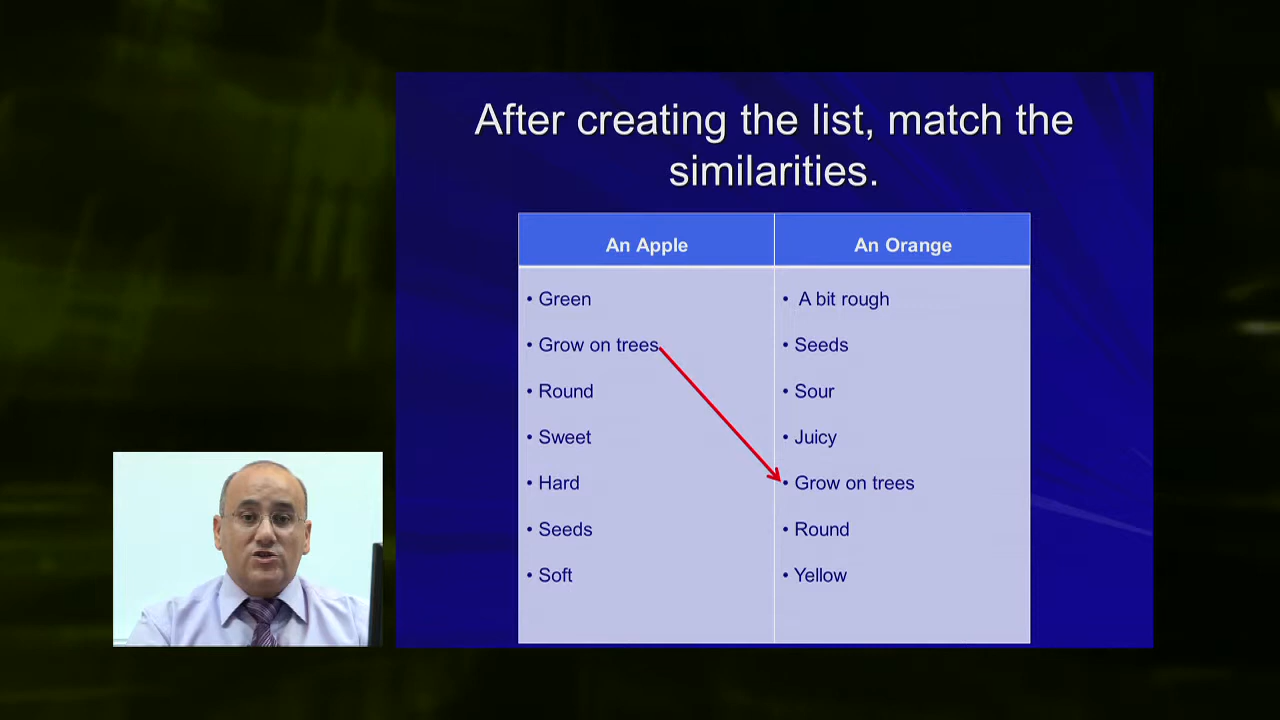 After creating the list, match the
similarities.
An Apple
An Orange
• Green
• Grow on trees
• Round
• Sweet
• Hard
• Seeds
• Soft
• A bit rough
• Seeds
• Sour
• Juicy
• Grow on trees
• Round
• Yellow